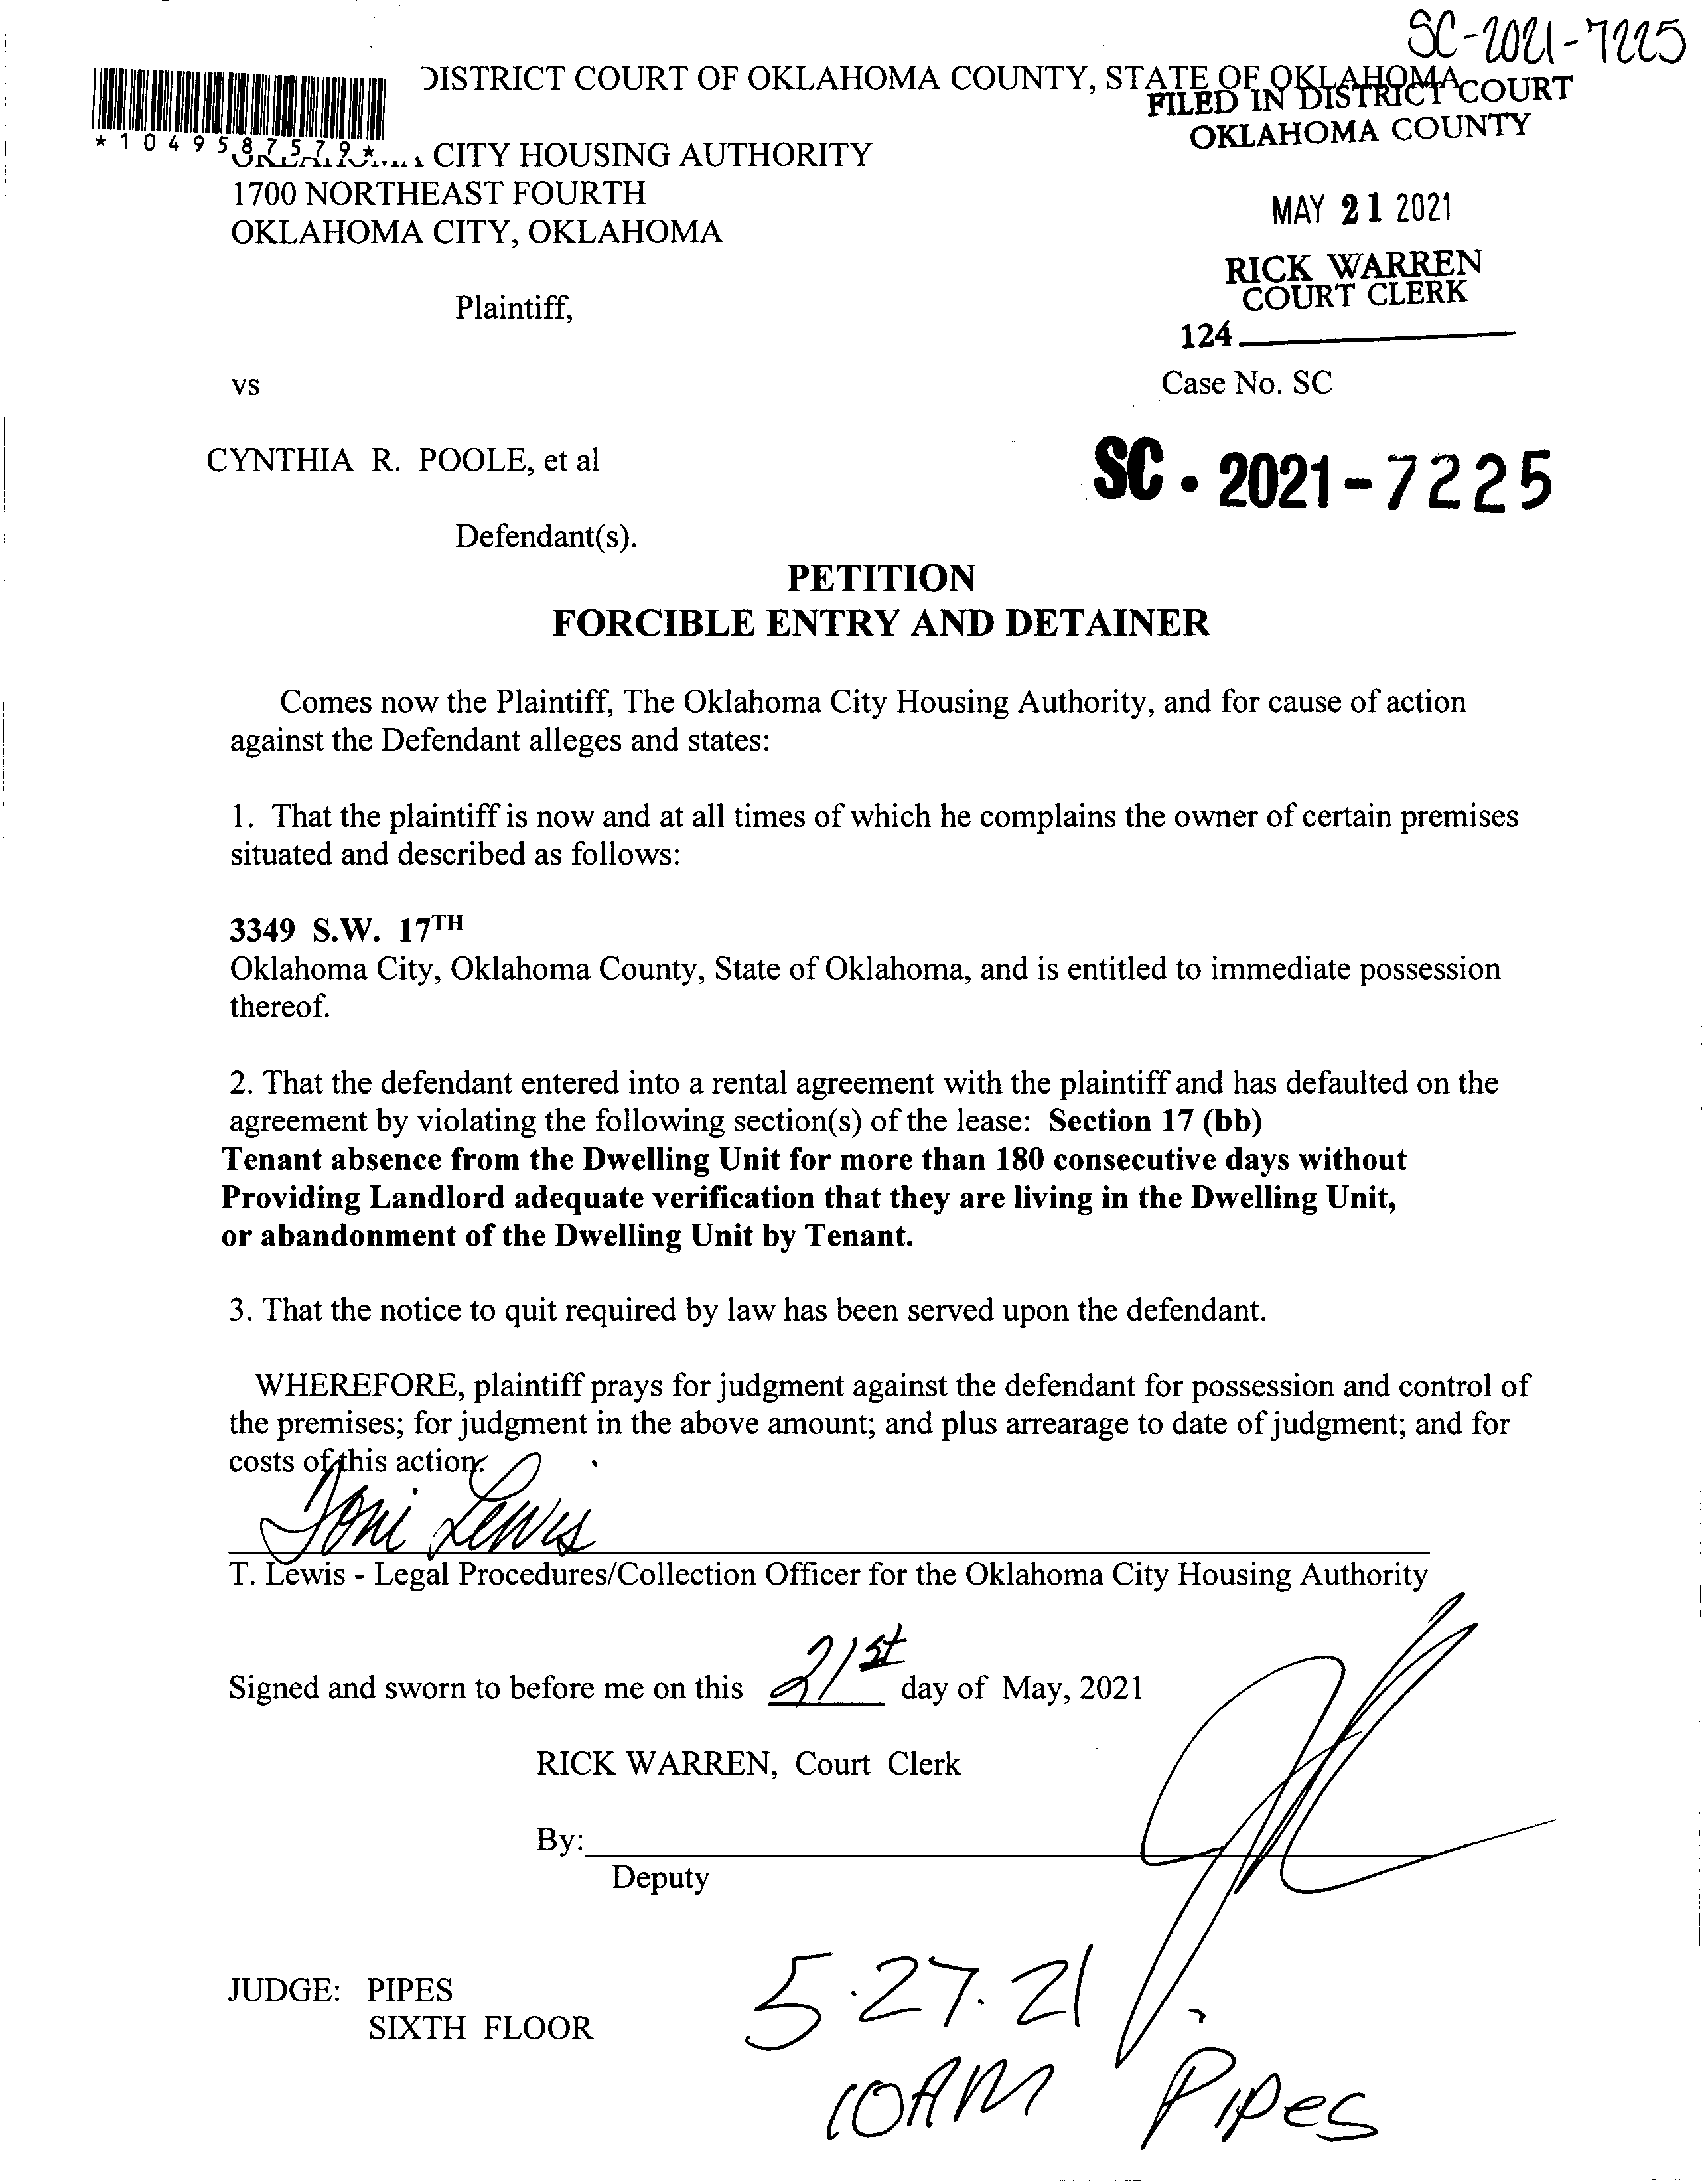 SC-2021-7225
DISTRICT COURT OF OKLAHOMA COUNTY, STATE OF OKLAHOMA
FILED IN DISTRICT COURT
OKLAHOMA COUNTY
*1049587579*
CITY HOUSING AUTHORITY
1700 NORTHEAST FOURTH
OKLAHOMA CITY, OKLAHOMA
MAY 21 2021
RICK WARREN
COURT CLERK
Plaintiff,
124
vs
Case No. SC
CYNTHIA R. POOLE, et al
SC • 2021-7225
Defendant(s).
PETITION
FORCIBLE ENTRY AND DETAINER
Comes now the Plaintiff, The Oklahoma City Housing Authority, and for cause of action
against the Defendant alleges and states:
1. That the plaintiff is now and at all times of which he complains the owner of certain premises
situated and described as follows:
3349 S.W. 17TH
Oklahoma City, Oklahoma County, State of Oklahoma, and is entitled to immediate possession
thereof.
2. That the defendant entered into a rental agreement with the plaintiff and has defaulted on the
agreement by violating the following section(s) of the lease: Section 17 (bb)
Tenant absence from the Dwelling Unit for more than 180 consecutive days without
Providing Landlord adequate verification that they are living in the Dwelling Unit,
or abandonment of the Dwelling Unit by Tenant.
3. That the notice to quit required by law has been served upon the defendant.
WHEREFORE, plaintiff prays for judgment against the defendant for possession and control of
the premises; for judgment in the above amount; and plus arrearage to date of judgment; and for
costs of this action.
Toni Lewis
T. Lewis - Legal Procedures/Collection Officer for the Oklahoma City Housing Authority
Signed and sworn to before me on this 21st day of May, 2021
RICK WARREN, Court Clerk
By:
Deputy
JUDGE: PIPES
SIXTH FLOOR
5.27.21
10AM Pipes